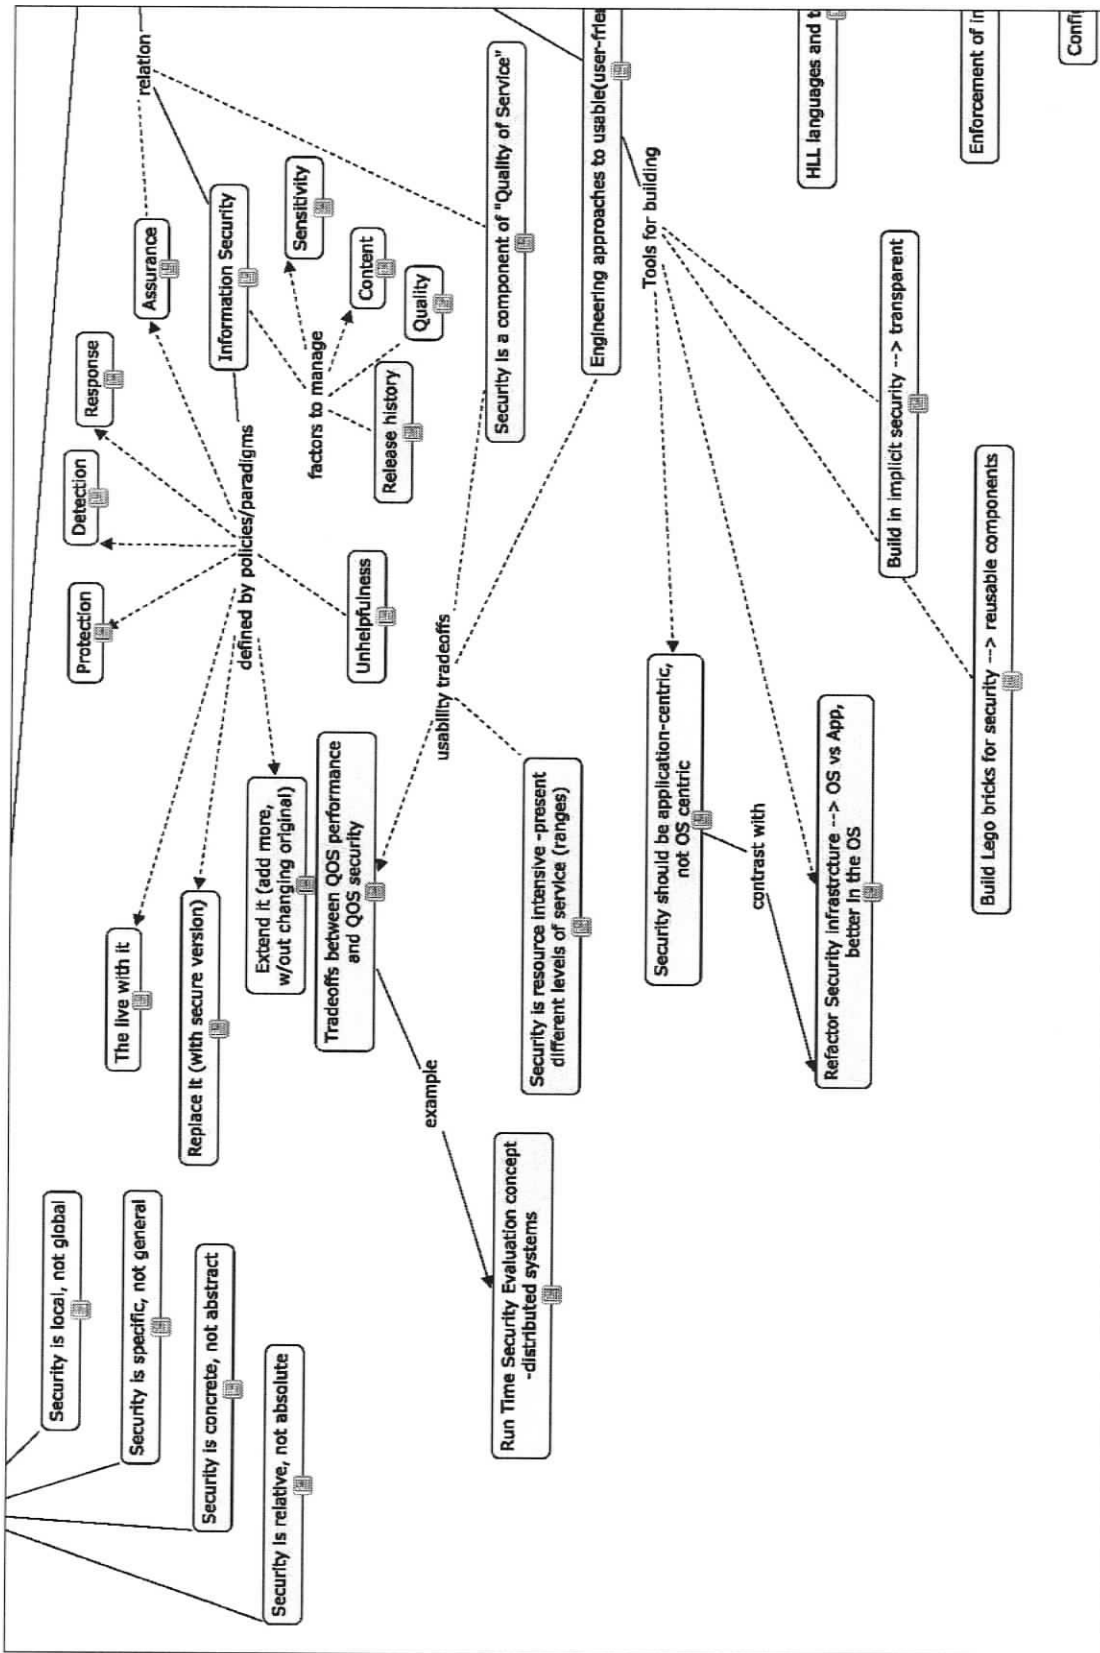 Security is local, not global
Security is specific, not general
Security is concrete, not abstract
Security is relative, not absolute
The live with it
Replace it (with secure version)
Extend it (add more,
w/out changing original)
Protection
Detection
Response
Assurance
relation
defined by policies/paradigms
Information Security
Unhelpfulness
factors to manage
Sensitivity
Content
Quality
Release history
Tradeoffs between QOS performance
and QOS security
example
Run Time Security Evaluation concept
-distributed systems
usability tradeoffs
Security is a component of "Quality of Service"
Security is resource intensive -present
different levels of service (ranges)
Engineering approaches to usable(user-frie
Tools for building
Security should be application-centric,
not OS centric
contrast with
Refactor Security infrastrcture --> OS vs App,
better in the OS
Build in implicit security --> transparent
Build Lego bricks for security --> reusable components
HLL languages and t
Enforcement of in
Config